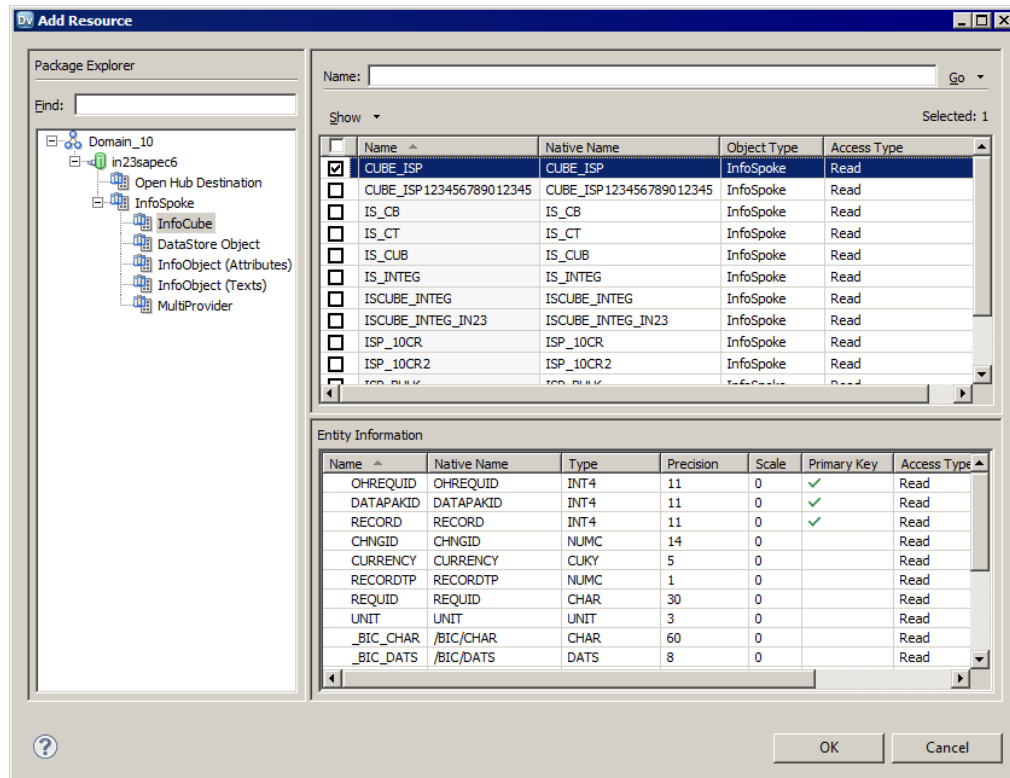 Dv Add Resource
Package Explorer
Find:
Domain_10
in23sapec6
Open Hub Destination
InfoSpoke
InfoCube
DataStore Object
InfoObject (Attributes)
InfoObject (Texts)
MultiProvider
Name: Go
Show Selected: 1
Name Native Name Object Type Access Type
CUBE_ISP CUBE_ISP InfoSpoke Read
CUBE_ISP123456789012345 CUBE_ISP123456789012345 InfoSpoke Read
IS_CB IS_CB InfoSpoke Read
IS_CT IS_CT InfoSpoke Read
IS_CUB IS_CUB InfoSpoke Read
IS_INTEG IS_INTEG InfoSpoke Read
ISCUBE_INTEG ISCUBE_INTEG InfoSpoke Read
ISCUBE_INTEG_IN23 ISCUBE_INTEG_IN23 InfoSpoke Read
ISP_10CR ISP_10CR InfoSpoke Read
ISP_10CR2 ISP_10CR2 InfoSpoke Read
Entity Information
Name Native Name Type Precision Scale Primary Key Access Type
OHREQUID OHREQUID INT4 11 0 ✓ Read
DATAPAKID DATAPAKID INT4 11 0 ✓ Read
RECORD RECORD INT4 11 0 ✓ Read
CHNGID CHNGID NUMC 14 0 Read
CURRENCY CURRENCY CUKY 5 0 Read
RECORDTP RECORDTP NUMC 1 0 Read
REQUID REQUID CHAR 30 0 Read
UNIT UNIT UNIT 3 0 Read
_BIC_CHAR /BIC/CHAR CHAR 60 0 Read
_BIC_DATS /BIC/DATS DATS 8 0 Read
?
OK Cancel